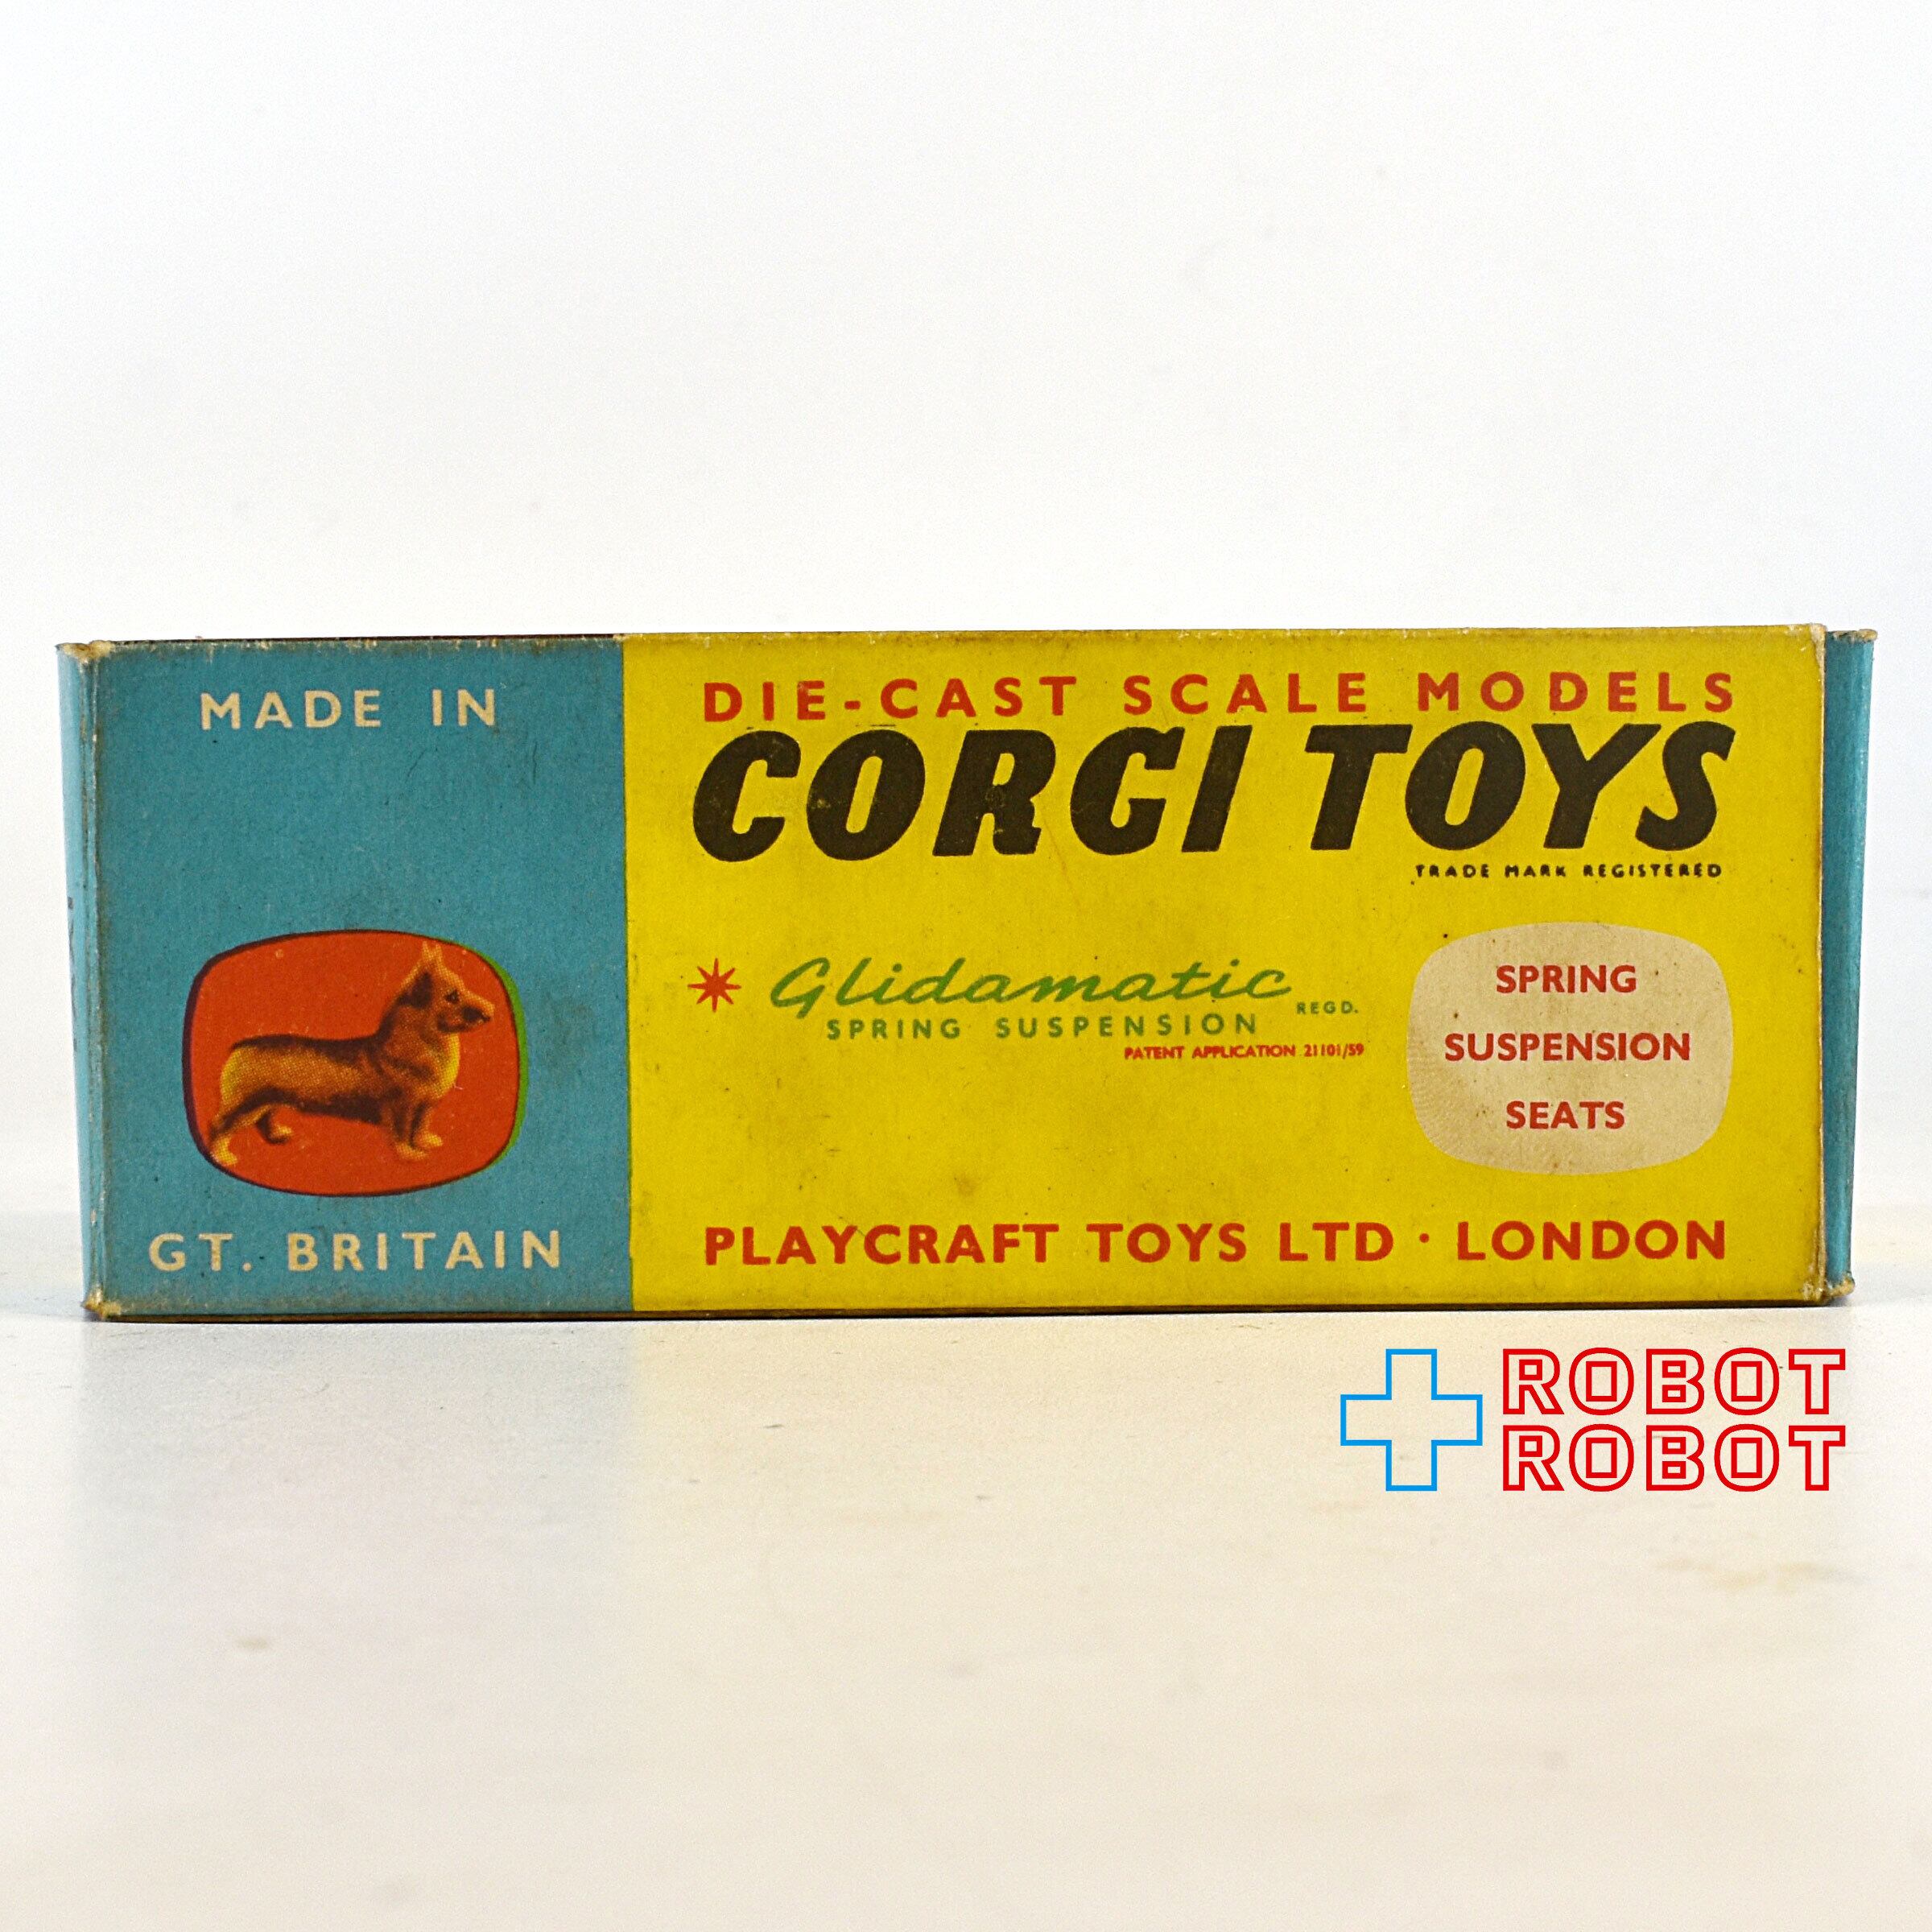 MADE IN
GT. BRITAIN
DIE-CAST SCALE MODELS
CORGI TOYS
TRADE MARK REGISTERED
Glidamatic REGD.
SPRING SUSPENSION
PATENT APPLICATION 21101/59
SPRING
SUSPENSION
SEATS
PLAYCRAFT TOYS LTD · LONDON
ROBOT
ROBOT